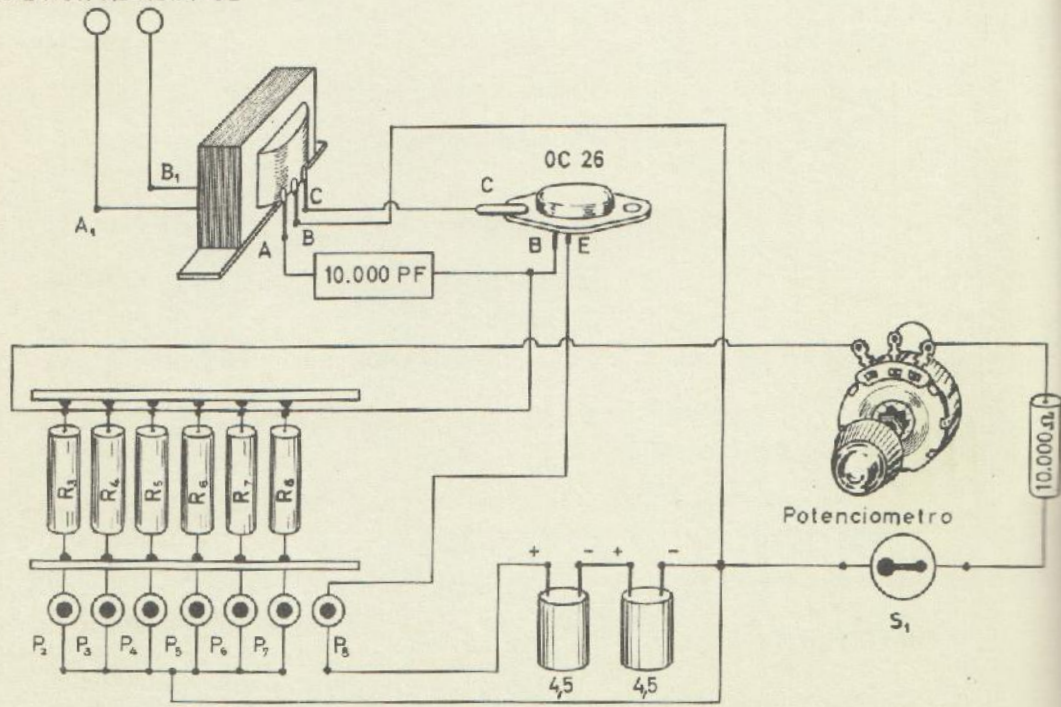 B₁
A₁
OC 26
C
C
B
A
B E
10.000 PF
R₃ R₄ R₅ R₆ R₇ R₈
10.000 Ω
Potenciometro
+ - + -
S₁
P₂ P₃ P₄ P₅ P₆ P₇ P₈
4,5 4,5